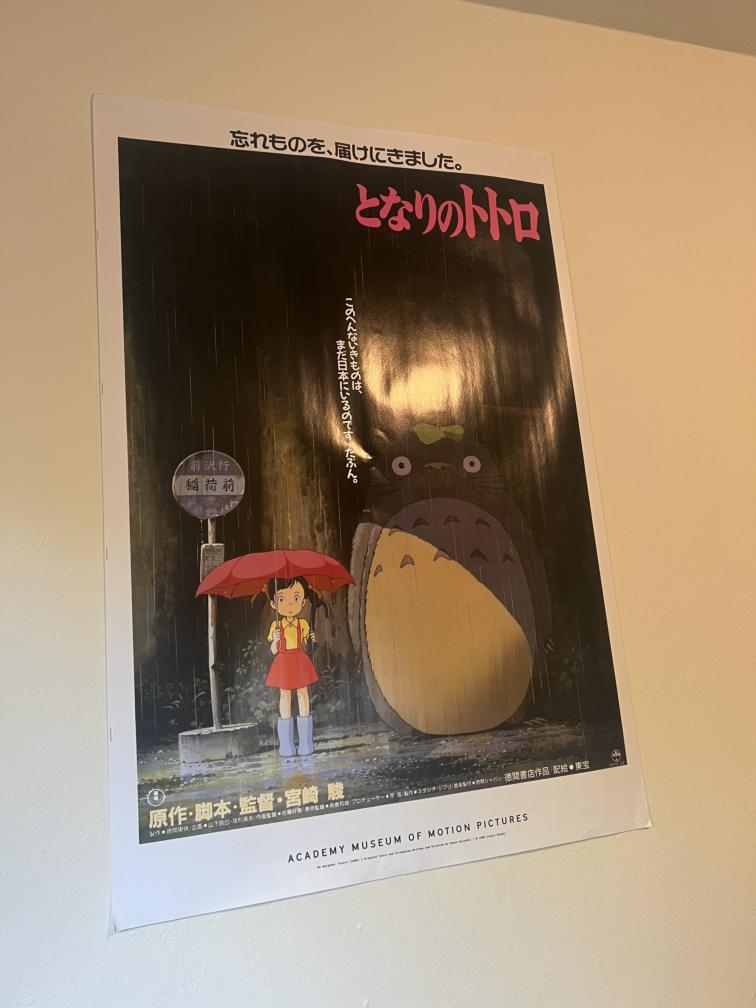 忘れものを、届けにきました。
となりのトトロ
このへんないきものは、
まだ日本にいるのです。たぶん。
前沢行
稲荷前
原作・脚本・監督・宮崎 駿
徳間書店作品 配給●東宝
ACADEMY MUSEUM OF MOTION PICTURES